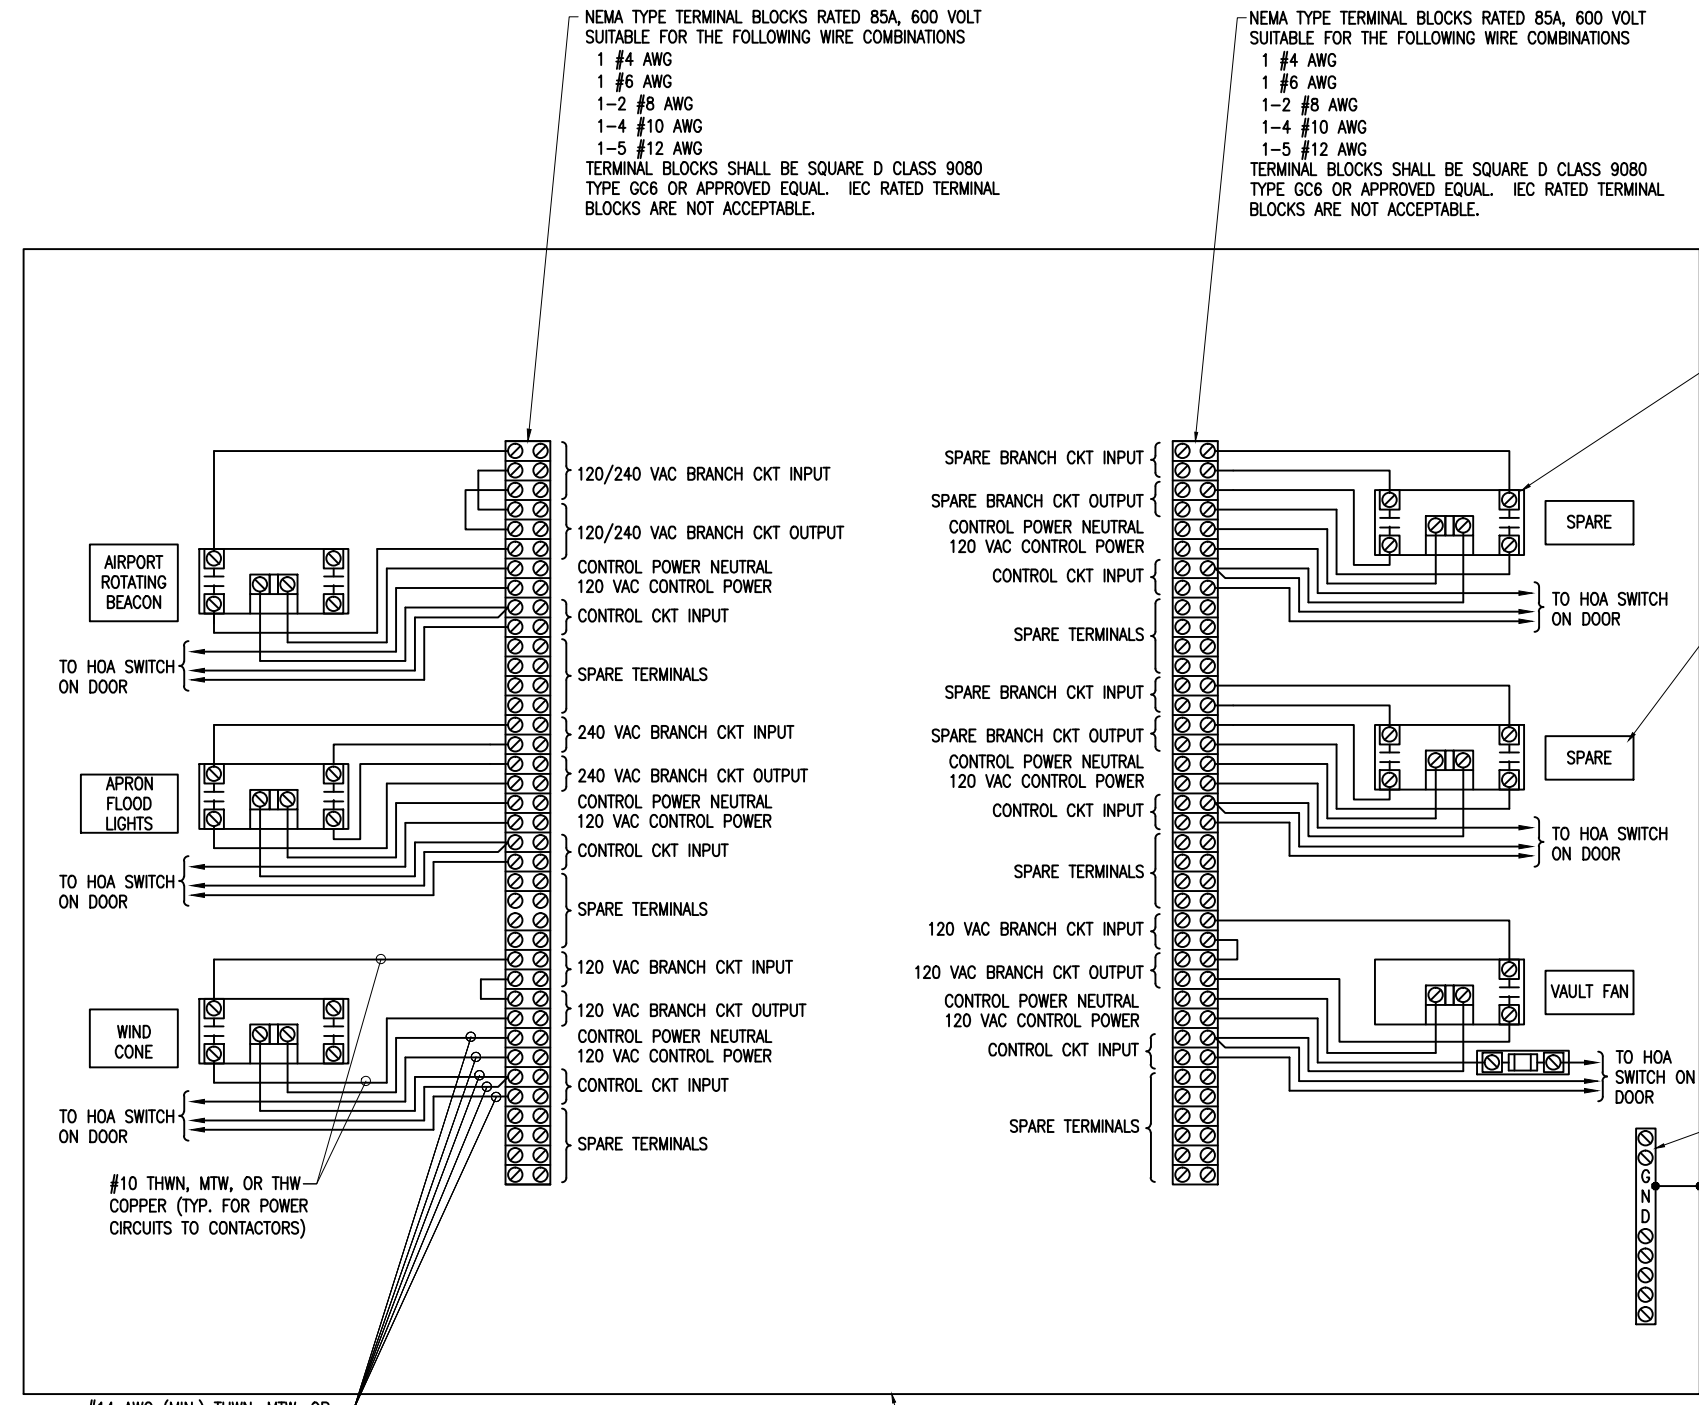 NEMA TYPE TERMINAL BLOCKS RATED 85A, 600 VOLT
SUITABLE FOR THE FOLLOWING WIRE COMBINATIONS
1 #4 AWG
1 #6 AWG
1-2 #8 AWG
1-4 #10 AWG
1-5 #12 AWG
TERMINAL BLOCKS SHALL BE SQUARE D CLASS 9080
TYPE GC6 OR APPROVED EQUAL. IEC RATED TERMINAL
BLOCKS ARE NOT ACCEPTABLE.
NEMA TYPE TERMINAL BLOCKS RATED 85A, 600 VOLT
SUITABLE FOR THE FOLLOWING WIRE COMBINATIONS
1 #4 AWG
1 #6 AWG
1-2 #8 AWG
1-4 #10 AWG
1-5 #12 AWG
TERMINAL BLOCKS SHALL BE SQUARE D CLASS 9080
TYPE GC6 OR APPROVED EQUAL. IEC RATED TERMINAL
BLOCKS ARE NOT ACCEPTABLE.
AIRPORT
ROTATING
BEACON
TO HOA SWITCH
ON DOOR
120/240 VAC BRANCH CKT INPUT
120/240 VAC BRANCH CKT OUTPUT
CONTROL POWER NEUTRAL
120 VAC CONTROL POWER
CONTROL CKT INPUT
SPARE TERMINALS
APRON
FLOOD
LIGHTS
TO HOA SWITCH
ON DOOR
240 VAC BRANCH CKT INPUT
240 VAC BRANCH CKT OUTPUT
CONTROL POWER NEUTRAL
120 VAC CONTROL POWER
CONTROL CKT INPUT
SPARE TERMINALS
WIND
CONE
TO HOA SWITCH
ON DOOR
120 VAC BRANCH CKT INPUT
120 VAC BRANCH CKT OUTPUT
CONTROL POWER NEUTRAL
120 VAC CONTROL POWER
CONTROL CKT INPUT
SPARE TERMINALS
#10 THWN, MTW, OR THW
COPPER (TYP. FOR POWER
CIRCUITS TO CONTACTORS)
SPARE BRANCH CKT INPUT
SPARE BRANCH CKT OUTPUT
CONTROL POWER NEUTRAL
120 VAC CONTROL POWER
CONTROL CKT INPUT
SPARE TERMINALS
SPARE
TO HOA SWITCH
ON DOOR
SPARE BRANCH CKT INPUT
SPARE BRANCH CKT OUTPUT
CONTROL POWER NEUTRAL
120 VAC CONTROL POWER
CONTROL CKT INPUT
SPARE TERMINALS
SPARE
TO HOA SWITCH
ON DOOR
120 VAC BRANCH CKT INPUT
120 VAC BRANCH CKT OUTPUT
CONTROL POWER NEUTRAL
120 VAC CONTROL POWER
CONTROL CKT INPUT
SPARE TERMINALS
VAULT FAN
TO HOA
SWITCH ON
DOOR
GND
#14 AWG (MIN.) THWN, MTW, OR